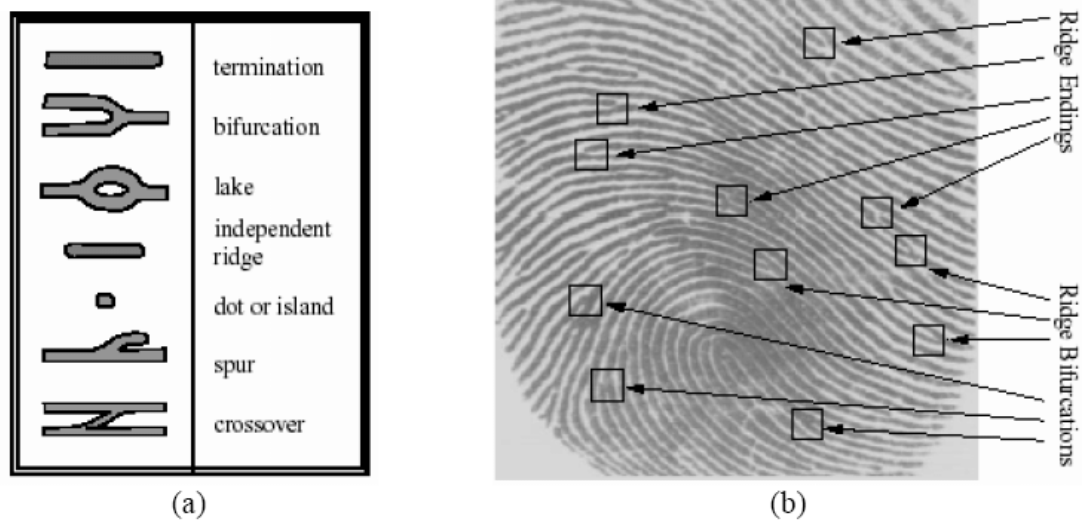 termination
bifurcation
lake
independent
ridge
dot or island
spur
crossover
(a)
Ridge Endings
Ridge Bifurcations
(b)